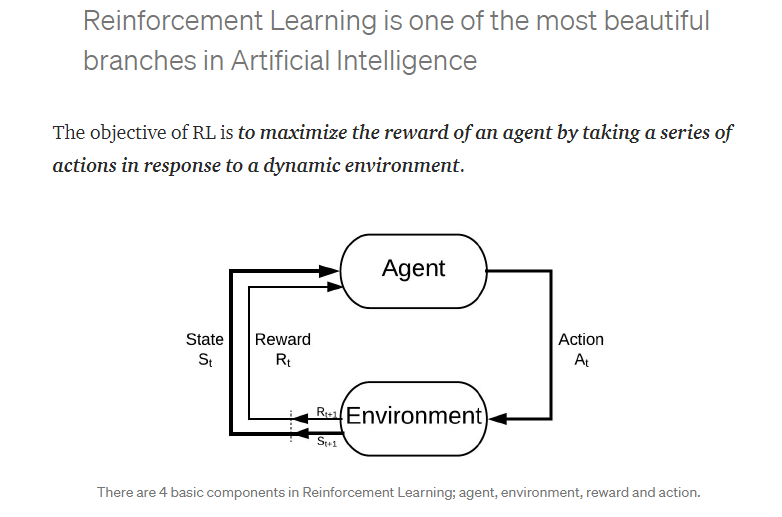 Reinforcement Learning is one of the most beautiful
branches in Artificial Intelligence
The objective of RL is to maximize the reward of an agent by taking a series of
actions in response to a dynamic environment.
Agent
State
Sₜ
Reward
Rₜ
Action
Aₜ
Rₜ₊₁
Environment
Sₜ₊₁
There are 4 basic components in Reinforcement Learning; agent, environment, reward and action.